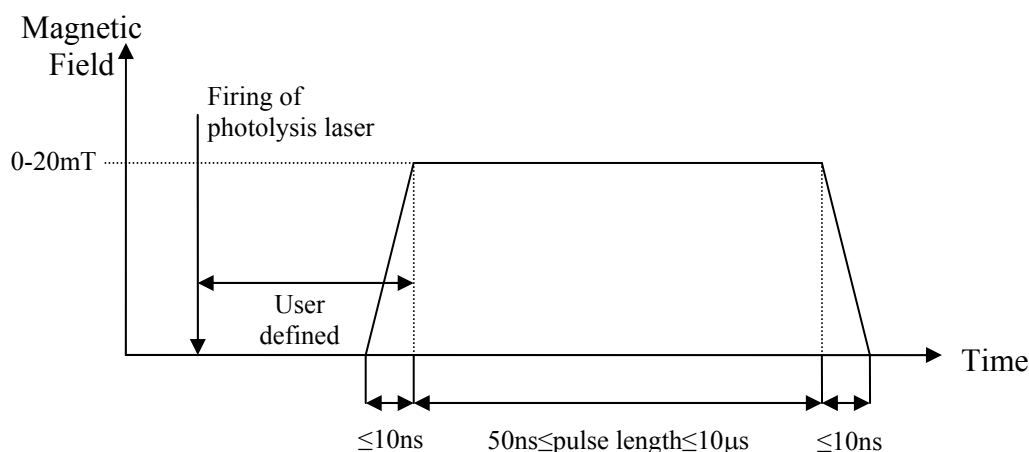 Magnetic
Field
Firing of
photolysis laser
0-20mT
User
defined
Time
≤10ns
50ns≤pulse length≤10μs
≤10ns